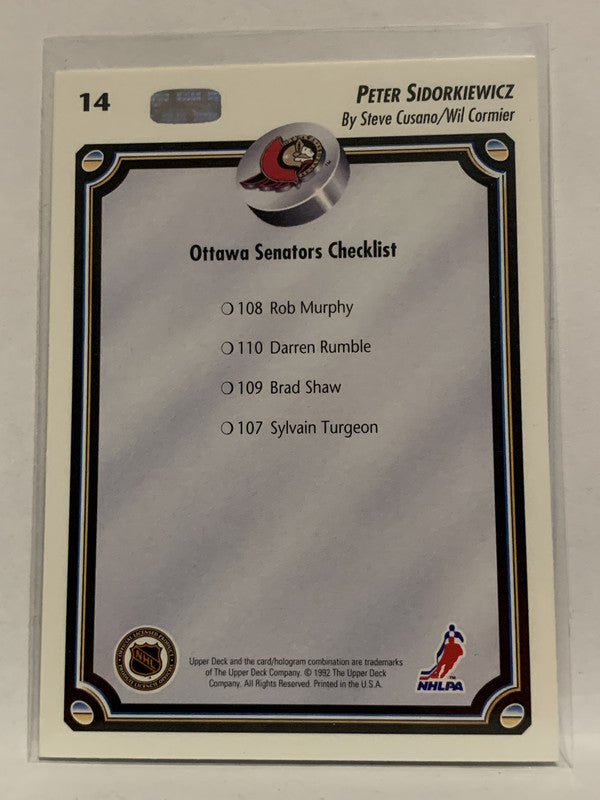 14
PETER SIDORKIEWICZ
By Steve Cusano/Wil Cormier
Ottawa Senators Checklist
108 Rob Murphy
110 Darren Rumble
109 Brad Shaw
107 Sylvain Turgeon
NHL
Upper Deck and the card/hologram combination are trademarks
of The Upper Deck Company. © 1992 The Upper Deck
Company. All Rights Reserved. Printed in the U.S.A.
NHLPA